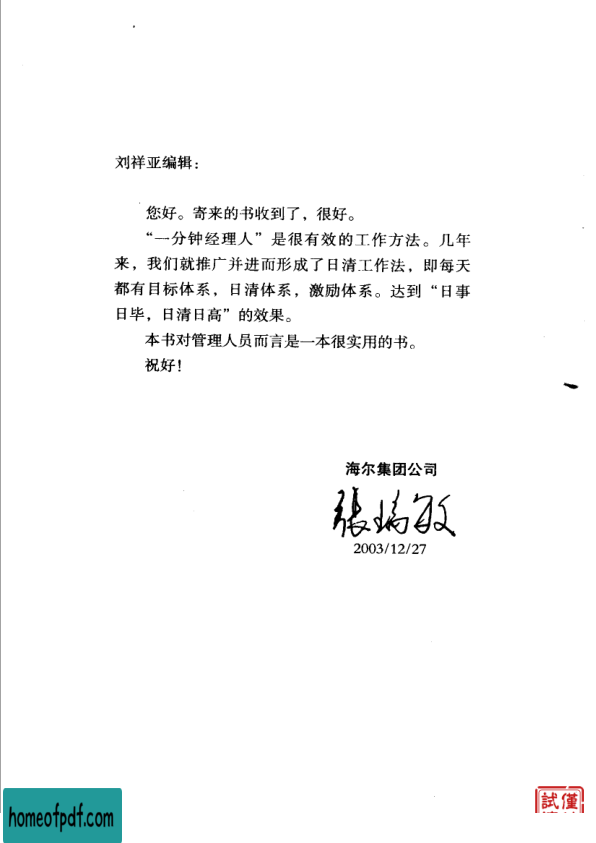 刘祥亚编辑：
您好。寄来的书收到了，很好。
“一分钟经理人”是很有效的工作方法。几年
来，我们就推广并进而形成了日清工作法，即每天
都有目标体系，日清体系，激励体系。达到“日事
日毕，日清日高”的效果。
本书对管理人员而言是一本很实用的书。
祝好！
海尔集团公司
張瑞敏
2003/12/27
homeofpdf.com
僅
試